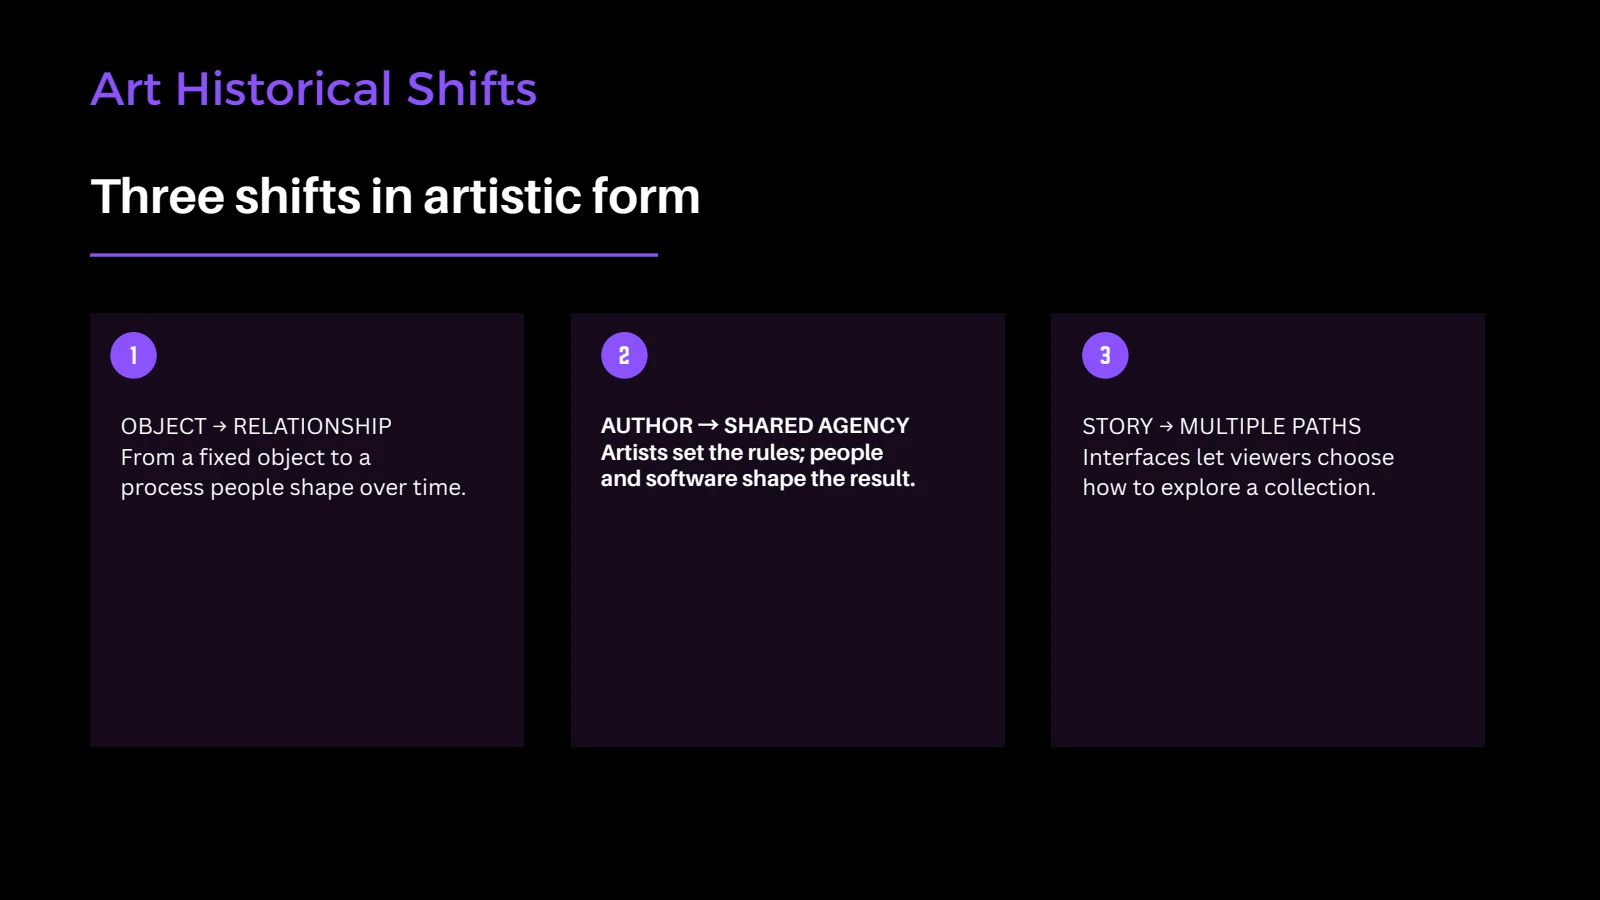 Art Historical Shifts
Three shifts in artistic form
1
OBJECT → RELATIONSHIP
From a fixed object to a
process people shape over time.
2
AUTHOR → SHARED AGENCY
Artists set the rules; people
and software shape the result.
3
STORY → MULTIPLE PATHS
Interfaces let viewers choose
how to explore a collection.